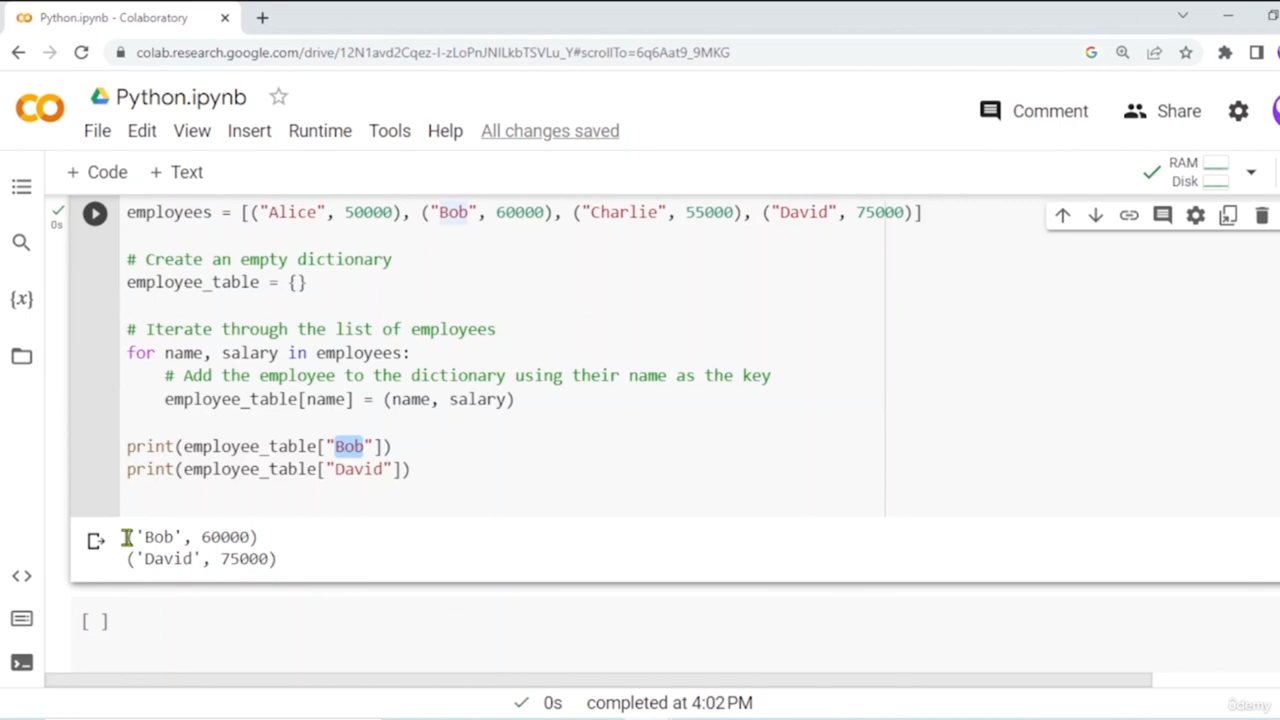 Python.ipynb - Colaboratory
colab.research.google.com/drive/12N1avd2Cqez-I-zLoPnJNILkbTSVLu_Y#scrollTo=6q6Aat9_9MKG
Python.ipynb
Comment
Share
File Edit View Insert Runtime Tools Help All changes saved
+ Code + Text
RAM
Disk
0s
employees = [("Alice", 50000), ("Bob", 60000), ("Charlie", 55000), ("David", 75000)]
# Create an empty dictionary
employee_table = {}
# Iterate through the list of employees
for name, salary in employees:
# Add the employee to the dictionary using their name as the key
employee_table[name] = (name, salary)
print(employee_table["Bob"])
print(employee_table["David"])
'Bob', 60000)
('David', 75000)
[ ]
0s completed at 4:02 PM
ûdemy